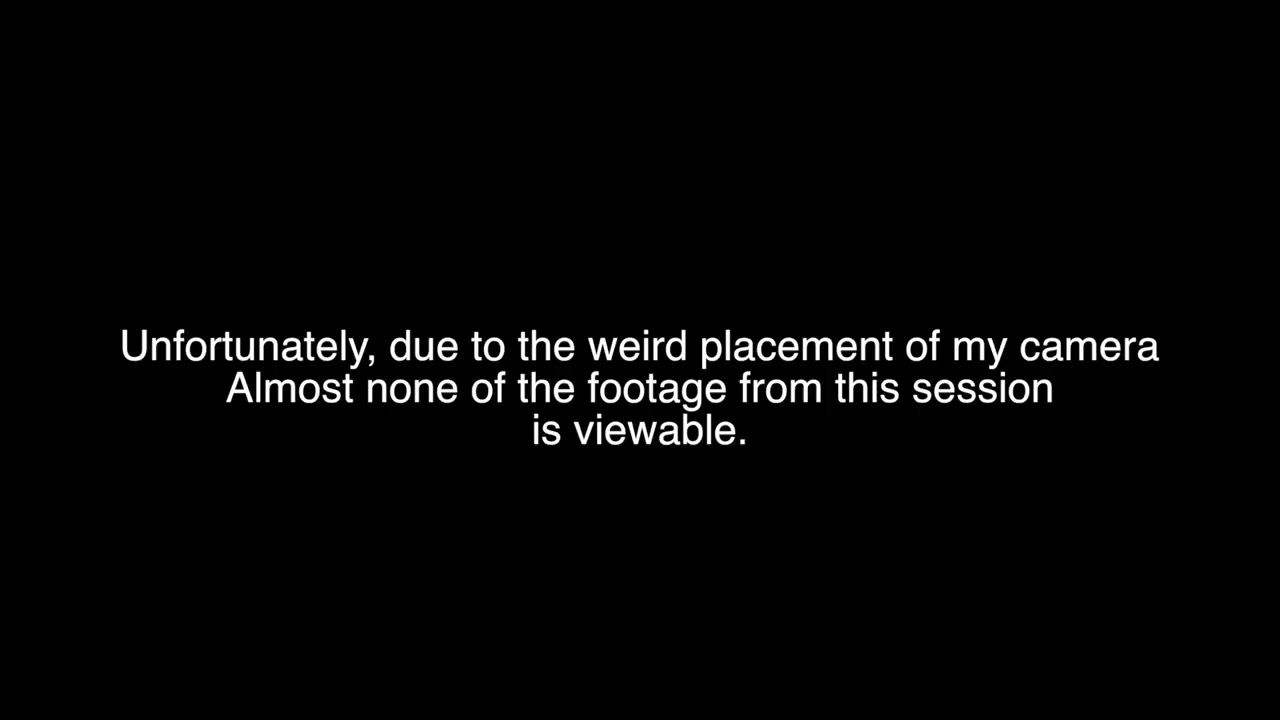 Unfortunately, due to the weird placement of my camera
Almost none of the footage from this session
is viewable.